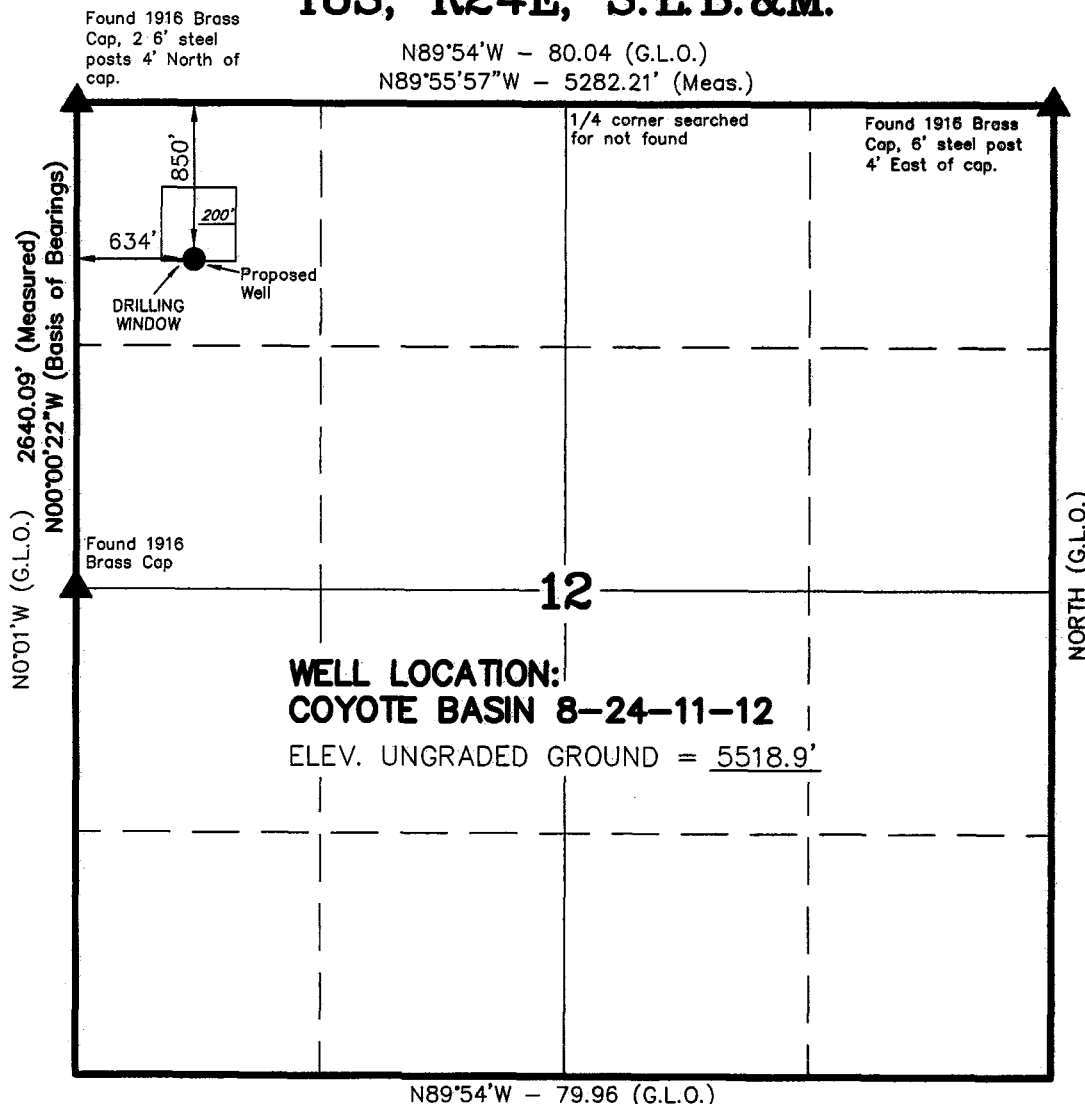 R24E, S.L.B.&M.
Found 1916 Brass
Cap, 2 6' steel
posts 4' North of
cap.
N89°54'W – 80.04 (G.L.O.)
N89°55'57"W – 5282.21' (Meas.)
1/4 corner searched
for not found
Found 1916 Brass
Cap, 6' steel post
4' East of cap.
850'
200'
634'
Proposed
Well
DRILLING
WINDOW
2640.09' (Measured)
N00°00'22"W (Basis of Bearings)
N0°01'W (G.L.O.)
NORTH (G.L.O.)
Found 1916
Brass Cap
12
WELL LOCATION:
COYOTE BASIN 8–24–11–12
ELEV. UNGRADED GROUND = 5518.9'
N89°54'W – 79.96 (G.L.O.)